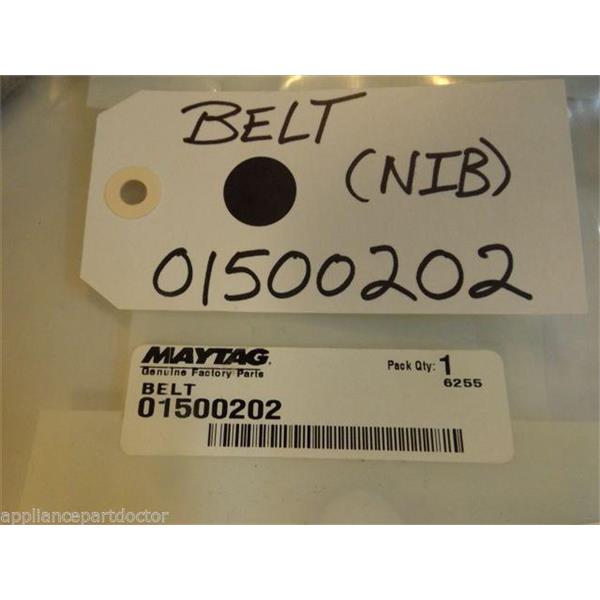 BELT
(NIB)
01500202
MAYTAG.
Genuine Factory Parts
Pack Qty: 1
6255
BELT
01500202
appliancepartdoctor